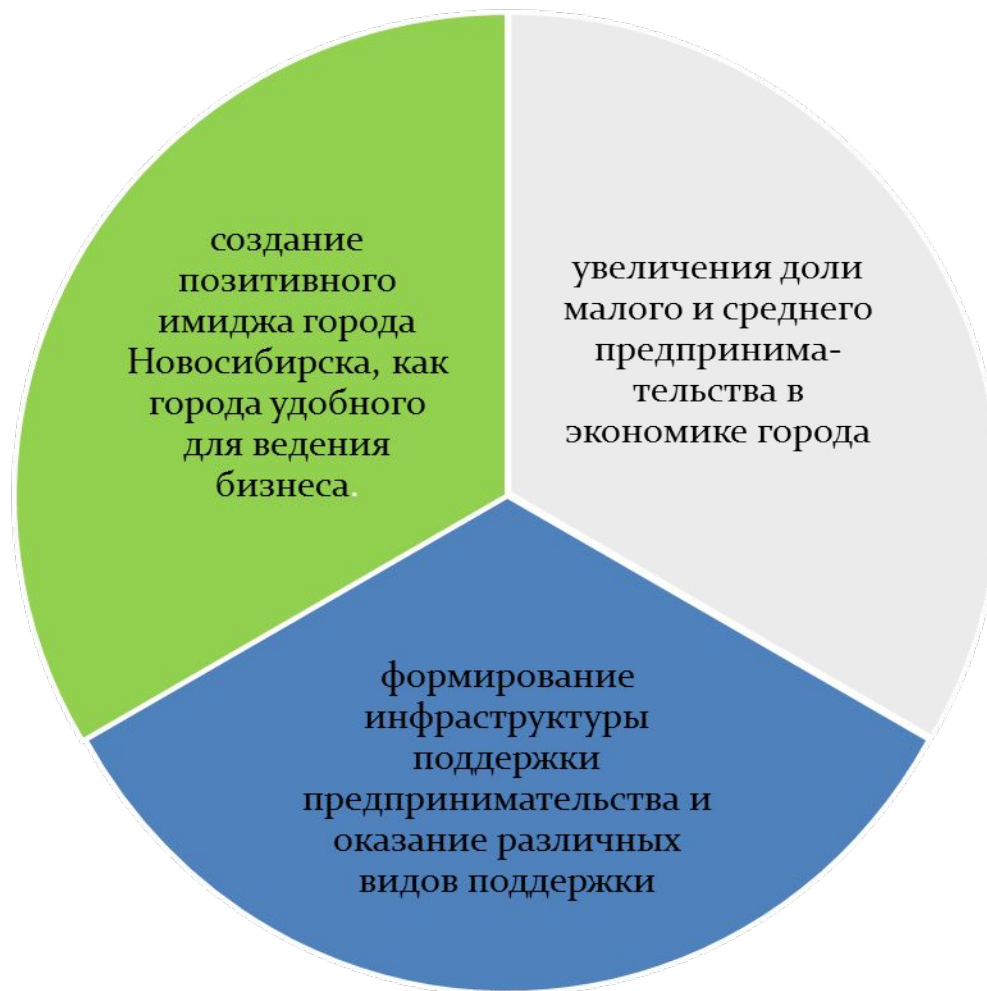 создание
позитивного
имиджа города
Новосибирска, как
города удобного
для ведения
бизнеса.
увеличения доли
малого и среднего
предпринима-
тельства в
экономике города
формирование
инфраструктуры
поддержки
предпринимательства и
оказание различных
видов поддержки